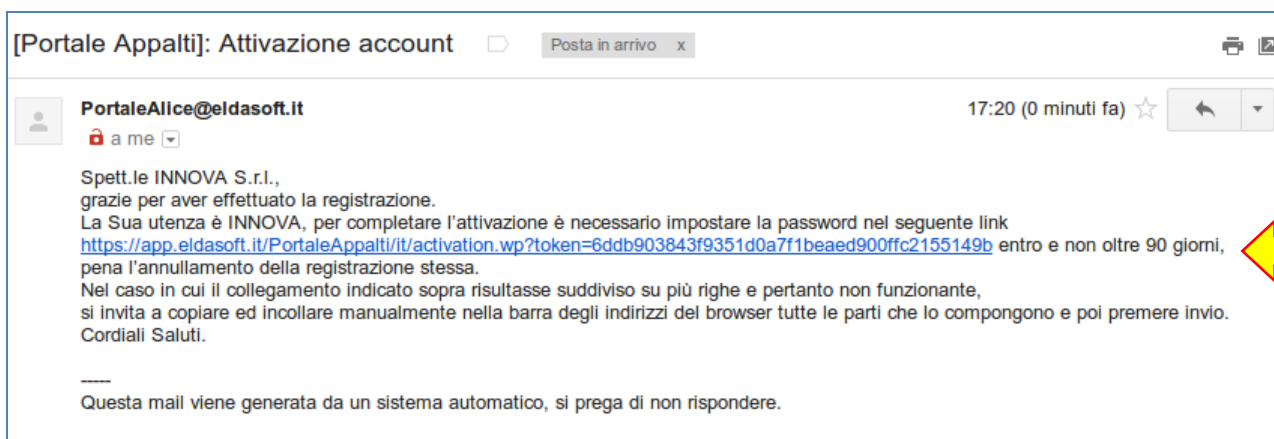 [Portale Appalti]: Attivazione account Posta in arrivo x
PortaleAlice@eldasoft.it 17:20 (0 minuti fa)
a me
Spett.le INNOVA S.r.l.,
grazie per aver effettuato la registrazione.
La Sua utenza è INNOVA, per completare l'attivazione è necessario impostare la password nel seguente link
https://app.eldasoft.it/PortaleAppalti/it/activation.wp?token=6ddb903843f9351d0a7f1beaed900ffc2155149b entro e non oltre 90 giorni,
pena l'annullamento della registrazione stessa.
Nel caso in cui il collegamento indicato sopra risultasse suddiviso su più righe e pertanto non funzionante,
si invita a copiare ed incollare manualmente nella barra degli indirizzi del browser tutte le parti che lo compongono e poi premere invio.
Cordiali Saluti.
-----
Questa mail viene generata da un sistema automatico, si prega di non rispondere.